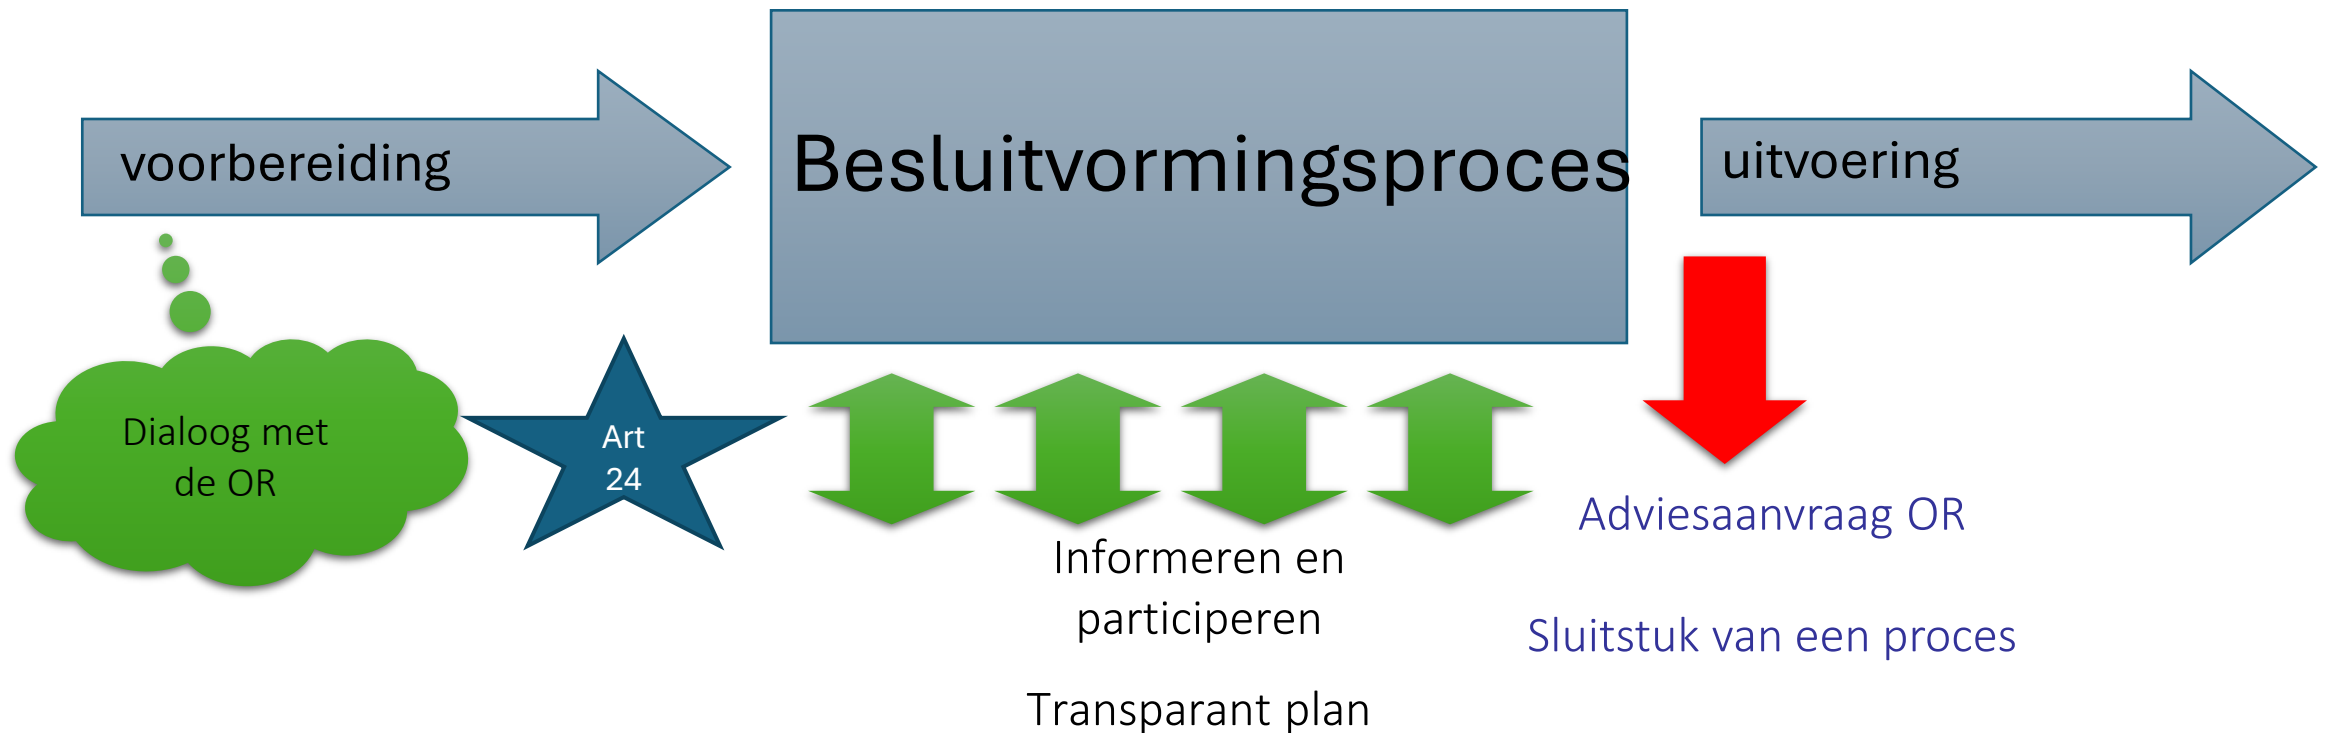 voorbereiding
Besluitvormingsproces
uitvoering
Dialoog met
de OR
Art
24
Informeren en
participeren
Transparant plan
Adviesaanvraag OR
Sluitstuk van een proces